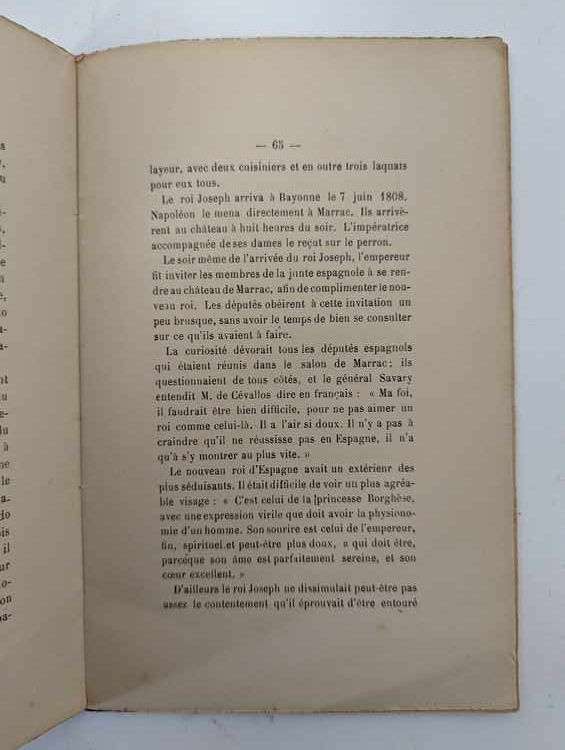 — 65 —
layeur, avec deux cuisiniers et en outre trois laquais
pour eux tous.
Le roi Joseph arriva à Bayonne le 7 juin 1808.
Napoléon le mena directement à Marrac. Ils arrivè-
rent au château à huit heures du soir. L'impératrice
accompagnée de ses dames le reçut sur le perron.
Le soir même de l'arrivée du roi Joseph, l'empereur
fit inviter les membres de la junte espagnole à se ren-
dre au château de Marrac, afin de complimenter le nou-
veau roi. Les députés obéirent à cette invitation un
peu brusque, sans avoir le temps de bien se consulter
sur ce qu'ils avaient à faire.
La curiosité dévorait tous les députés espagnols
qui étaient réunis dans le salon de Marrac; ils
questionnaient de tous côtés, et le général Savary
entendit M. de Cévallos dire en français : « Ma foi,
il faudrait être bien difficile, pour ne pas aimer un
roi comme celui-là. Il a l'air si doux. Il n'y a pas à
craindre qu'il ne réussisse pas en Espagne, il n'a
qu'à s'y montrer au plus vite. »
Le nouveau roi d'Espagne avait un extérieur des
plus séduisants. Il était difficile de voir un plus agréa-
ble visage : « C'est celui de la princesse Borghèse,
avec une expression virile que doit avoir la physiono-
mie d'un homme. Son sourire est celui de l'empereur,
fin, spirituel et peut-être plus doux, « qui doit être,
parcéque son âme est parfaitement sereine, et son
cœur excellent. »
D'ailleurs le roi Joseph ne dissimulait peut-être pas
assez le contentement qu'il éprouvait d'être entouré